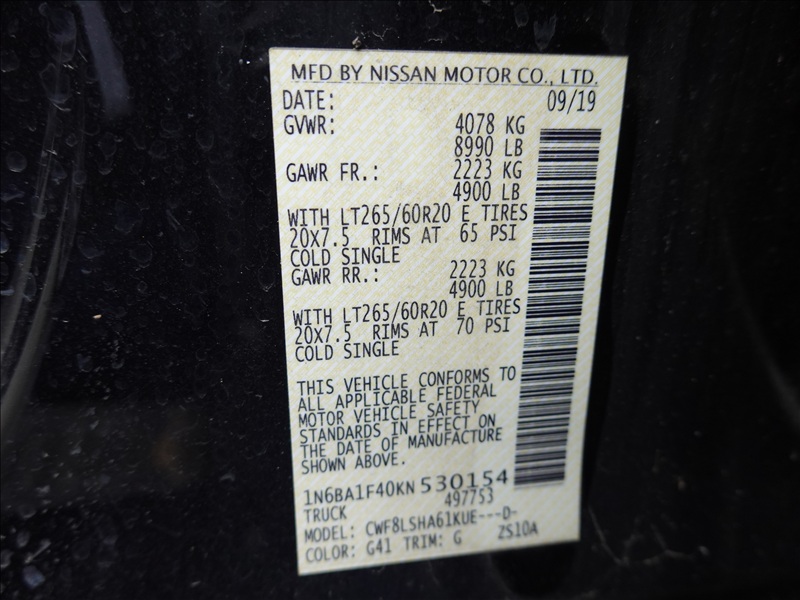 MFD BY NISSAN MOTOR CO., LTD.
DATE: 09/19
GVWR: 4078 KG
8990 LB
GAWR FR.: 2223 KG
4900 LB
WITH LT265/60R20 E TIRES
20X7.5 RIMS AT 65 PSI
COLD SINGLE
GAWR RR.: 2223 KG
4900 LB
WITH LT265/60R20 E TIRES
20X7.5 RIMS AT 70 PSI
COLD SINGLE
THIS VEHICLE CONFORMS TO
ALL APPLICABLE FEDERAL
MOTOR VEHICLE SAFETY
STANDARDS IN EFFECT ON
THE DATE OF MANUFACTURE
SHOWN ABOVE.
1N6BA1F40KN 530154
TRUCK 497753
MODEL: CWF8LSHA61KUE---D-
COLOR: G41 TRIM: G ZS10A